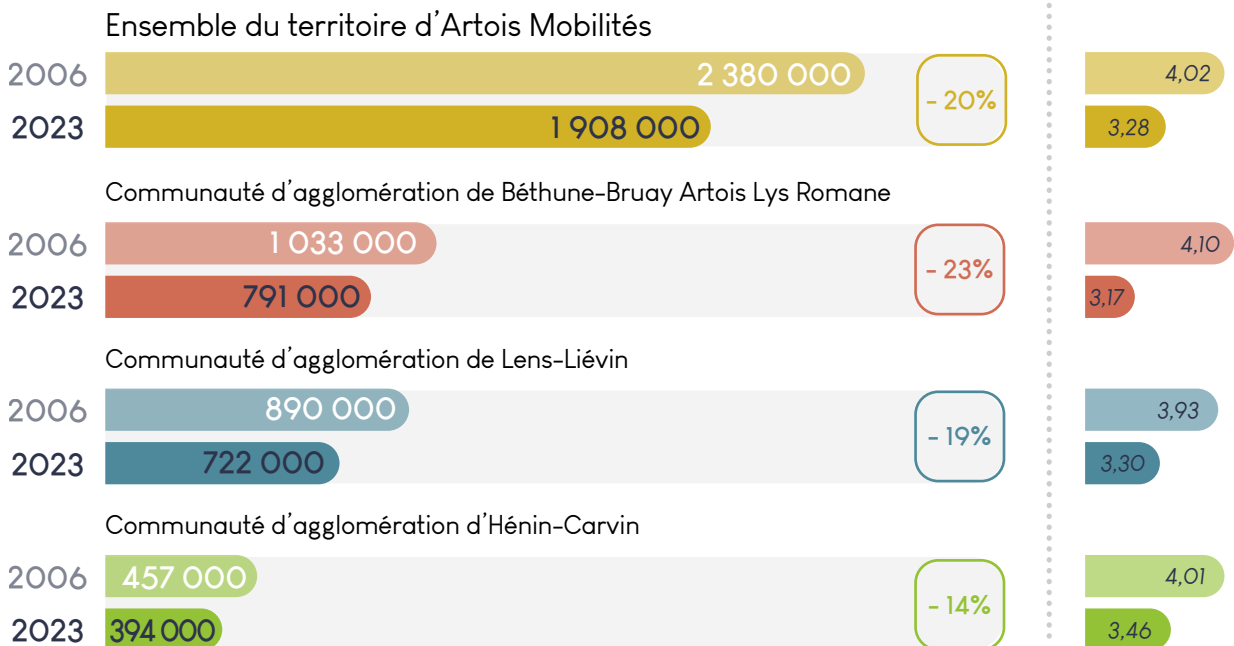 Ensemble du territoire d'Artois Mobilités
2006 2 380 000 4,02
- 20%
2023 1 908 000 3,28
Communauté d'agglomération de Béthune-Bruay Artois Lys Romane
2006 1 033 000 4,10
- 23%
2023 791 000 3,17
Communauté d'agglomération de Lens-Liévin
2006 890 000 3,93
- 19%
2023 722 000 3,30
Communauté d'agglomération d'Hénin-Carvin
2006 457 000 4,01
- 14%
2023 394 000 3,46